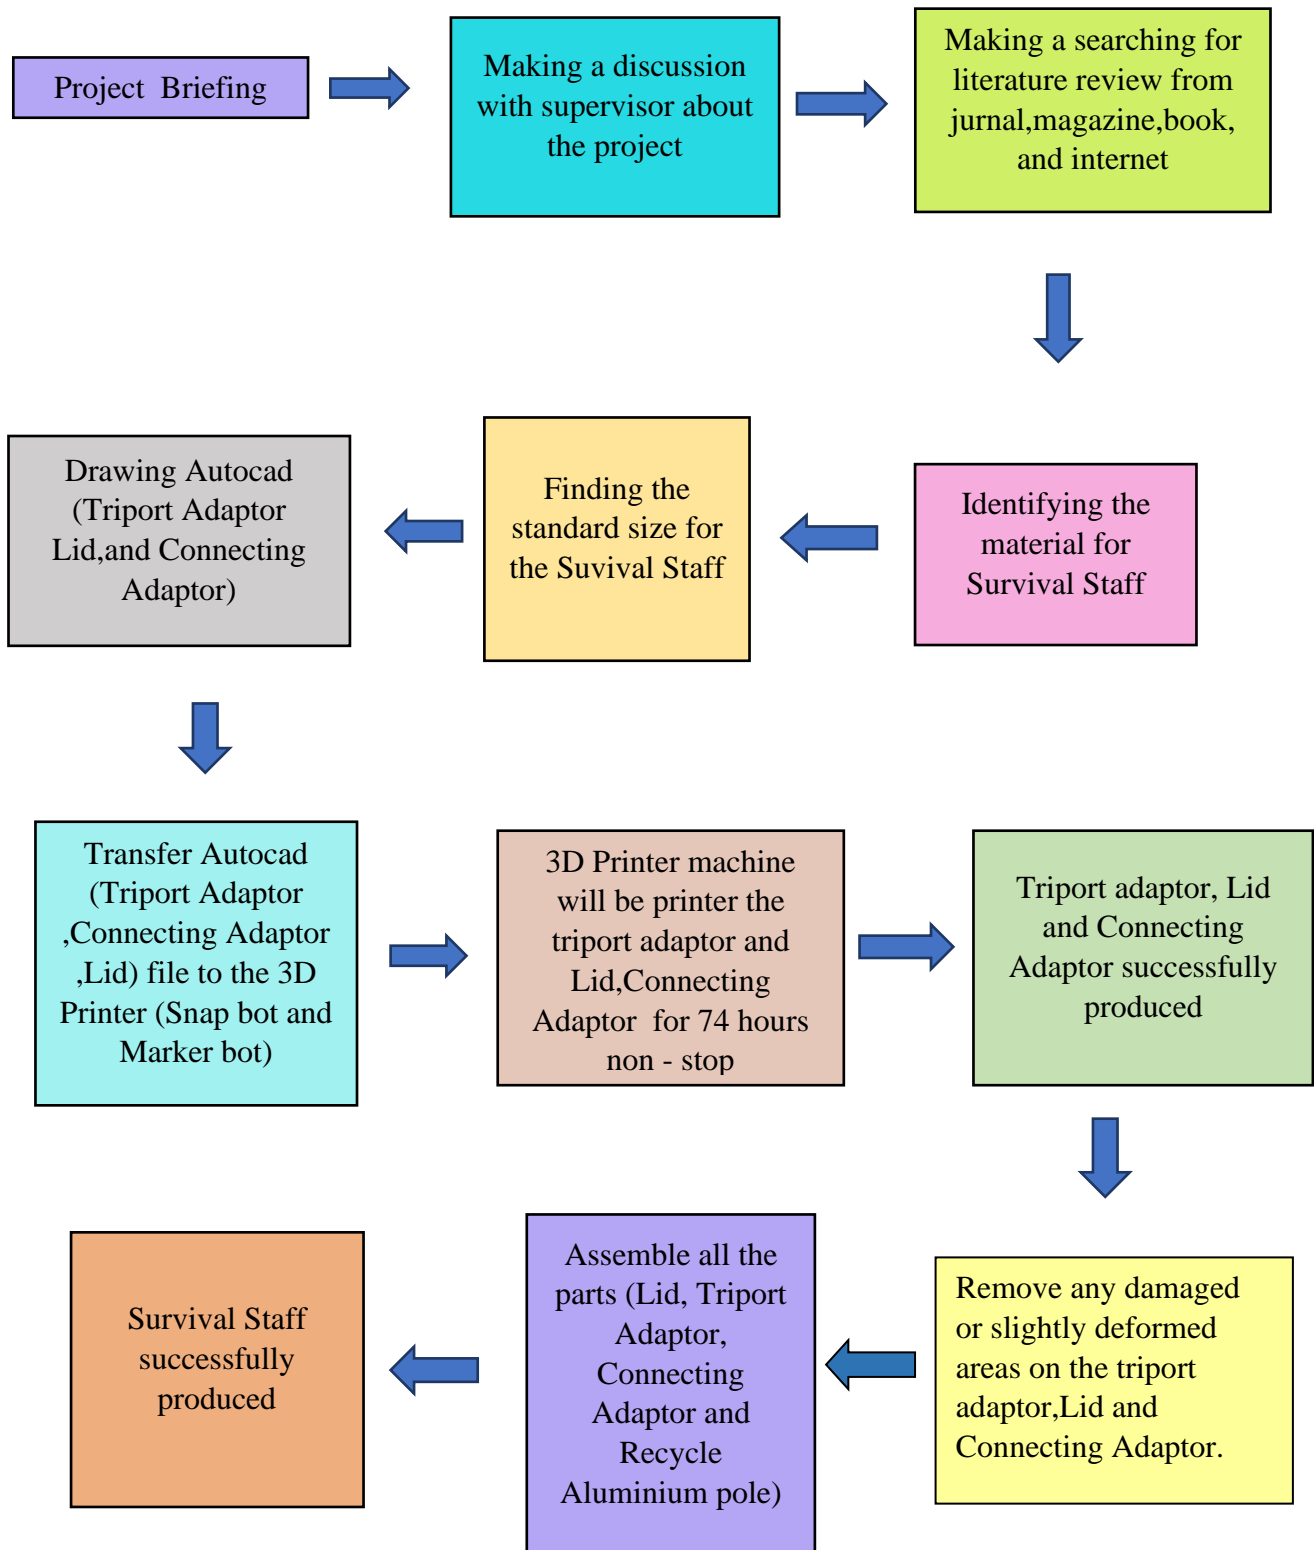 Project  Briefing
Making a discussion
with supervisor about
the project
Making a searching for
literature review from
jurnal,magazine,book,
and internet
Identifying the
material for
Survival Staff
Finding the
standard size for
the Suvival Staff
Drawing Autocad
(Triport Adaptor
Lid,and Connecting
Adaptor)
Transfer Autocad
(Triport Adaptor
,Connecting Adaptor
,Lid) file to the 3D
Printer (Snap bot and
Marker bot)
3D Printer machine
will be printer the
triport adaptor and
Lid,Connecting
Adaptor  for 74 hours
non - stop
Triport adaptor, Lid
and Connecting
Adaptor successfully
produced
Remove any damaged
or slightly deformed
areas on the triport
adaptor,Lid and
Connecting Adaptor.
Assemble all the
parts (Lid, Triport
Adaptor,
Connecting
Adaptor and
Recycle
Aluminium pole)
Survival Staff
successfully
produced